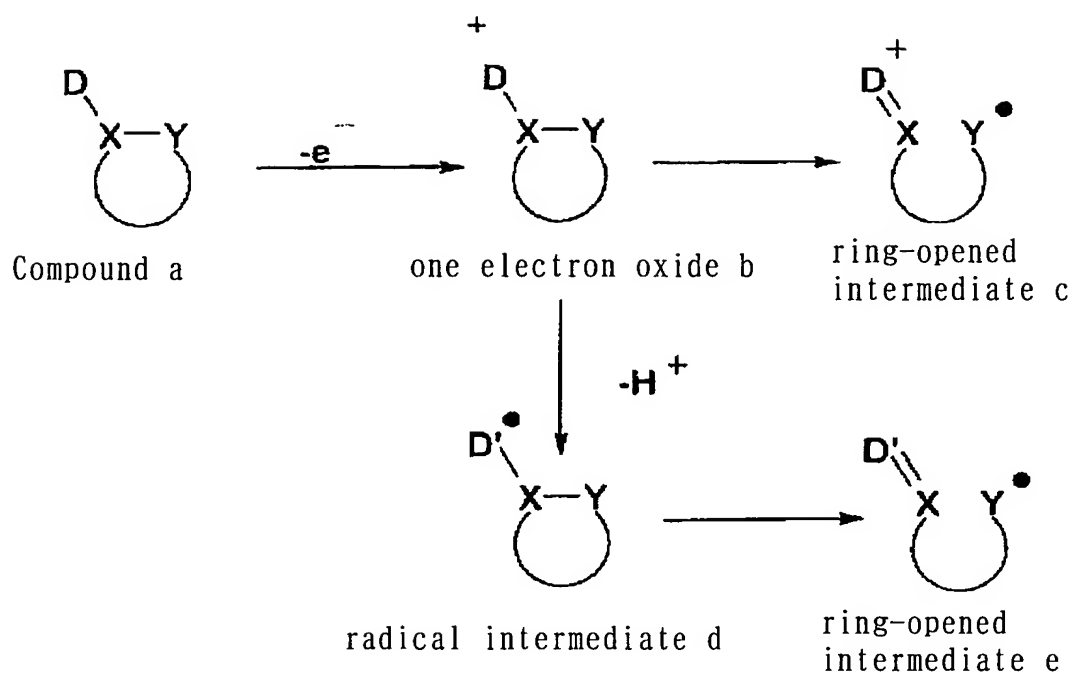 +
D
X—Y
-e⁻
Compound a
+
D
X—Y
one electron oxide b
+
D
X Y•
ring-opened
intermediate c
-H⁺
D'•
X—Y
radical intermediate d
D'
X Y•
ring-opened
intermediate e